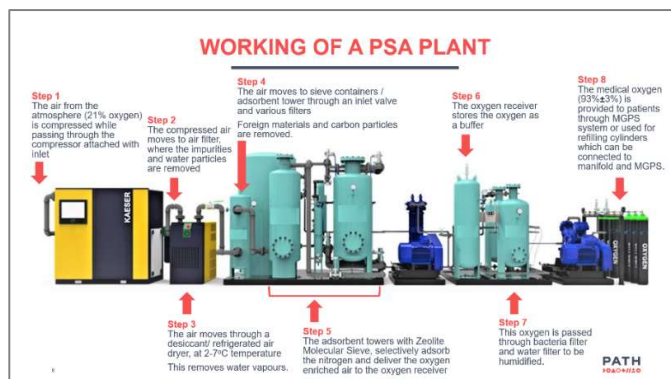 WORKING OF A PSA PLANT
Step 1
The air from the
atmosphere (21% oxygen)
is compressed while
passing through the
compressor attached with
inlet
Step 2
The compressed air
moves to air filter,
where the impurities
and water particles
are removed
Step 4
The air moves to sieve containers /
adsorbent tower through an inlet valve
and various filters
Foreign materials and carbon particles
are removed.
Step 6
The oxygen receiver
stores the oxygen as
a buffer
Step 8
The medical oxygen
(93%±3%) is
provided to patients
through MGPS
system or used for
refilling cylinders
which can be
connected to
manifold and MGPS.
KAESER
OXYGEN
OXYGEN
Step 3
The air moves through a
desiccant/ refrigerated air
dryer, at 2-7ºC temperature
This removes water vapours.
Step 5
The adsorbent towers with Zeolite
Molecular Sieve, selectively adsorb
the nitrogen and deliver the oxygen
enriched air to the oxygen receiver
Step 7
This oxygen is passed
through bacteria filter
and water filter to
be humidified.
PATH